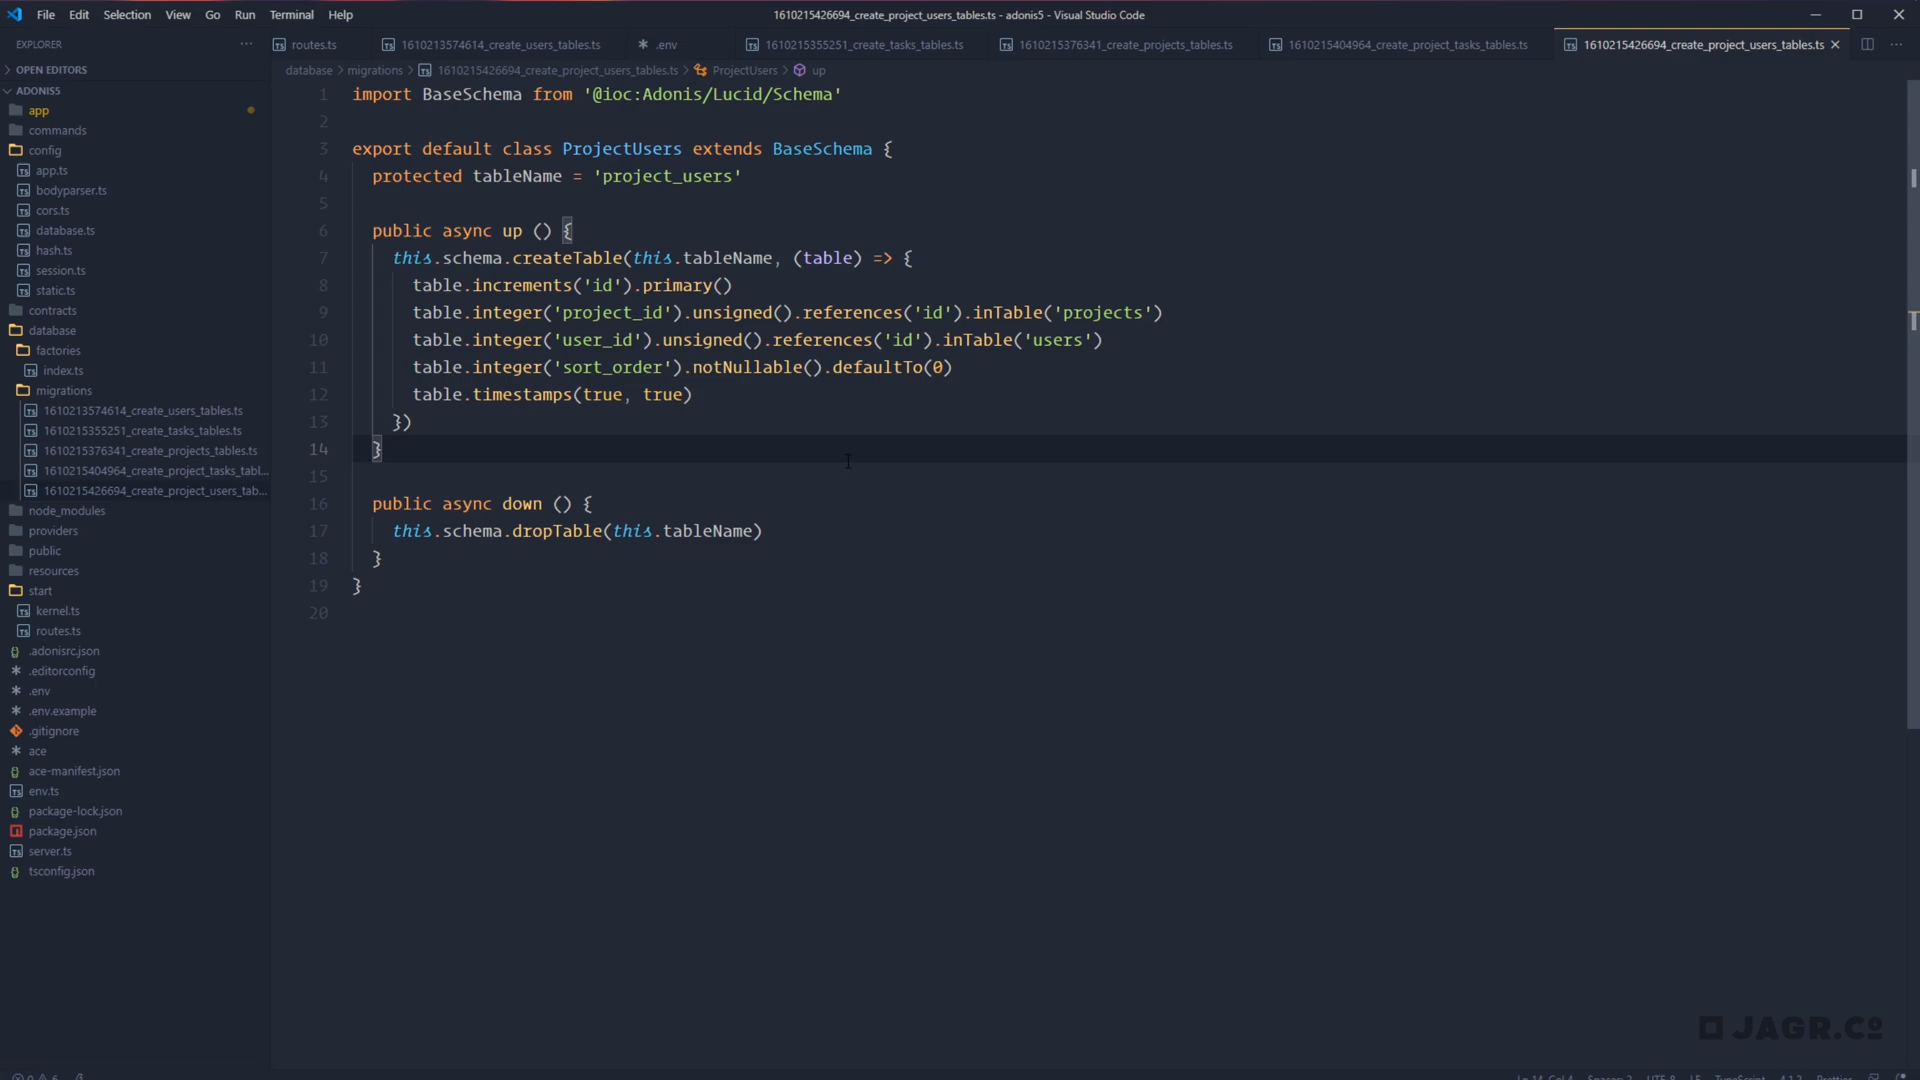 File Edit Selection View Go Run Terminal Help
1610215426694_create_project_users_tables.ts - adonis5 - Visual Studio Code
EXPLORER
routes.ts
1610213574614_create_users_tables.ts
.env
1610215355251_create_tasks_tables.ts
1610215376341_create_projects_tables.ts
1610215404964_create_project_tasks_tables.ts
1610215426694_create_project_users_tables.ts
OPEN EDITORS
ADONIS5
app
commands
config
app.ts
bodyparser.ts
cors.ts
database.ts
hash.ts
session.ts
static.ts
contracts
database
factories
index.ts
migrations
1610213574614_create_users_tables.ts
1610215355251_create_tasks_tables.ts
1610215376341_create_projects_tables.ts
1610215404964_create_project_tasks_tabl...
1610215426694_create_project_users_tab...
node_modules
providers
public
resources
start
kernel.ts
routes.ts
.adonisrc.json
.editorconfig
.env
.env.example
.gitignore
ace
ace-manifest.json
env.ts
package-lock.json
package.json
server.ts
tsconfig.json
database > migrations > 1610215426694_create_project_users_tables.ts > ProjectUsers > up
1 import BaseSchema from '@ioc:Adonis/Lucid/Schema'
2
3 export default class ProjectUsers extends BaseSchema {
4 protected tableName = 'project_users'
5
6 public async up () {
7 this.schema.createTable(this.tableName, (table) => {
8 table.increments('id').primary()
9 table.integer('project_id').unsigned().references('id').inTable('projects')
10 table.integer('user_id').unsigned().references('id').inTable('users')
11 table.integer('sort_order').notNullable().defaultTo(0)
12 table.timestamps(true, true)
13 })
14 }
15
16 public async down () {
17 this.schema.dropTable(this.tableName)
18 }
19 }
20
JAGR.Co